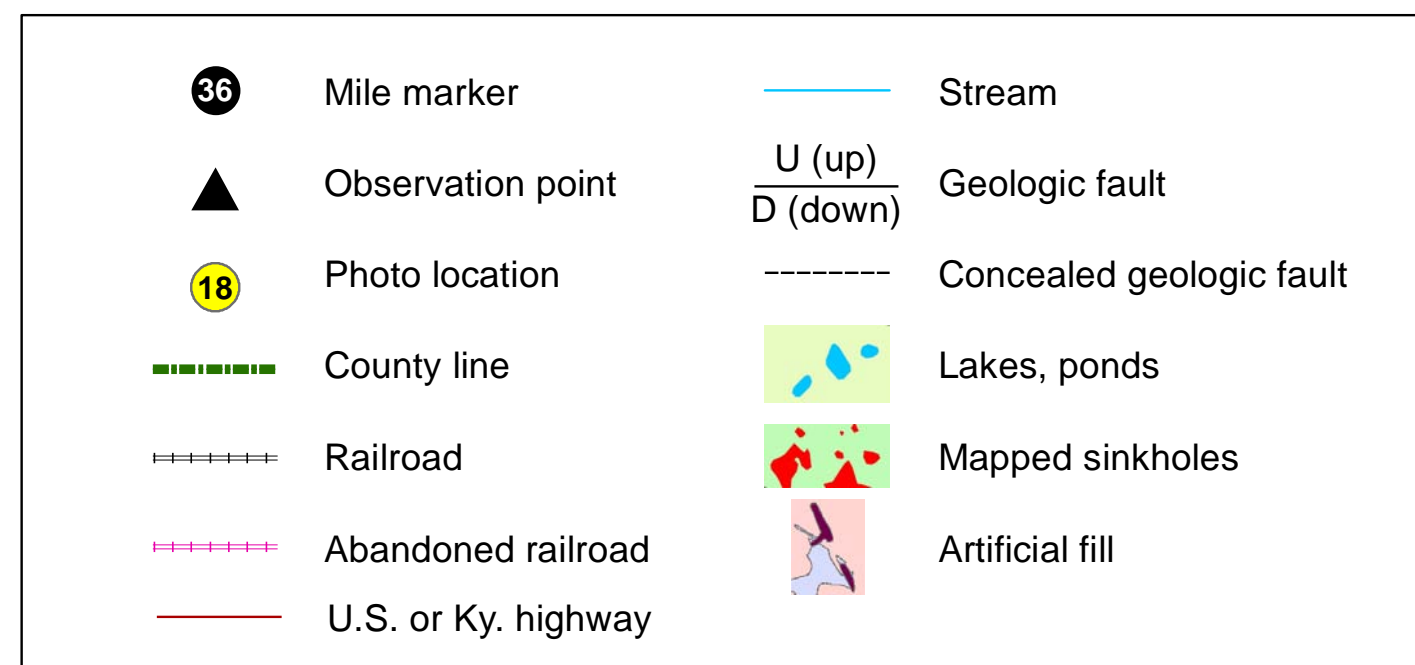 36 Mile marker
Observation point
18 Photo location
County line
Railroad
Abandoned railroad
U.S. or Ky. highway
Stream
U (up)
D (down)
Geologic fault
Concealed geologic fault
Lakes, ponds
Mapped sinkholes
Artificial fill